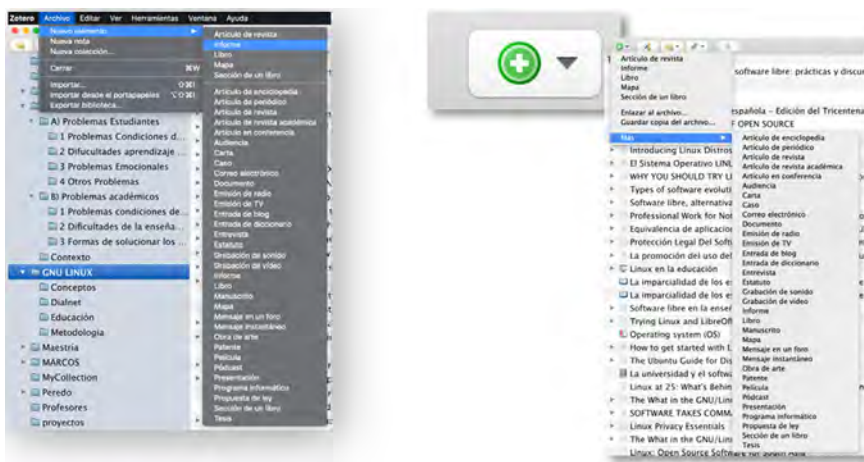 Zotero Archivo Editar Ver Herramientas Ventana Ayuda
Nuevo elemento
Nueva nota
Nueva colección...
Cerrar ⌘W
Importar... ⇧⌘I
Importar desde el portapapeles ⌥⇧⌘I
Exportar biblioteca...
A) Problemas Estudiantes
1 Problemas Condiciones d...
2 Difucultades aprendizaje ...
3 Problemas Emocionales
4 Otros Problemas
B) Problemas académicos
1 Problemas condiciones de...
2 Dificultades de la enseña...
3 Formas de solucionar los ...
Contexto
GNU LINUX
Conceptos
Dialnet
Educación
Metodología
Maestria
MARCOS
MyCollection
Peredo
Profesores
proyectos
Artículo de revista
Informe
Libro
Mapa
Sección de un libro
Artículo de enciclopedia
Artículo de periódico
Artículo de revista
Artículo de revista académica
Artículo en conferencia
Audiencia
Carta
Caso
Correo electrónico
Documento
Emisión de radio
Emisión de TV
Entrada de blog
Entrada de diccionario
Entrevista
Estatuto
Grabación de sonido
Grabación de vídeo
Informe
Libro
Manuscrito
Mapa
Mensaje en un foro
Mensaje instantáneo
Obra de arte
Patente
Película
Pódcast
Presentación
Programa informático
Propuesta de ley
Sección de un libro
Tesis
Artículo de revista
Informe
Libro
Mapa
Sección de un libro
Enlazar al archivo...
Guardar copia del archivo...
Más
software libre: prácticas y discu
española - Edición del Tricentena
F OPEN SOURCE
Introducing Linux Distros
El Sistema Operativo LINU
WHY YOU SHOULD TRY LI
Types of software evoluti
Software libre, alternativa
Professional Work for Not
Equivalencia de aplicacio
Protección Legal Del Soft
La promoción del uso del
Linux en la educación
La imparcialidad de los e
La imparcialidad de los e
Software libre en la enser
Trying Linux and LibreOf
Operating system (OS)
How to get started with L
The Ubuntu Guide for Dis
La universidad y el softwa
Linux at 25: What's Behin
The What in the GNU/Lin
SOFTWARE TAKES COMM
Linux Privacy Essentials
The What in the GNU/Lin
Linux: Open Source Software
Artículo de enciclopedia
Artículo de periódico
Artículo de revista
Artículo de revista académica
Artículo en conferencia
Audiencia
Carta
Caso
Correo electrónico
Documento
Emisión de radio
Emisión de TV
Entrada de blog
Entrada de diccionario
Entrevista
Estatuto
Grabación de sonido
Grabación de vídeo
Informe
Libro
Manuscrito
Mapa
Mensaje en un foro
Mensaje instantáneo
Obra de arte
Patente
Película
Pódcast
Presentación
Programa informático
Propuesta de ley
Sección de un libro
Tesis